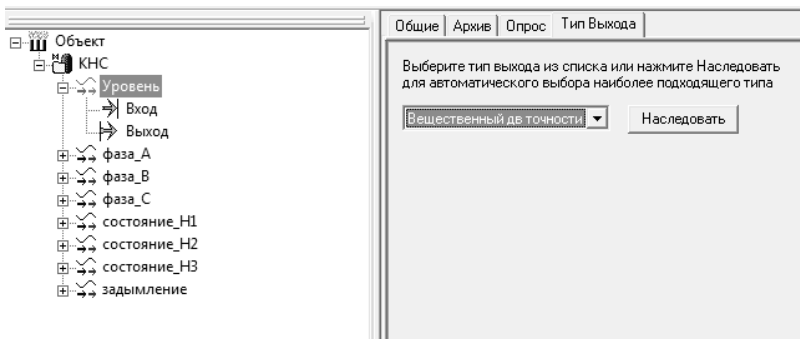 Объект
КНС
Уровень
Вход
Выход
фаза_А
фаза_В
фаза_С
состояние_Н1
состояние_Н2
состояние_Н3
задымление
Общие Архив Опрос Тип Выхода
Выберите тип выхода из списка или нажмите Наследовать
для автоматического выбора наиболее подходящего типа
Вещественный дв точности Наследовать